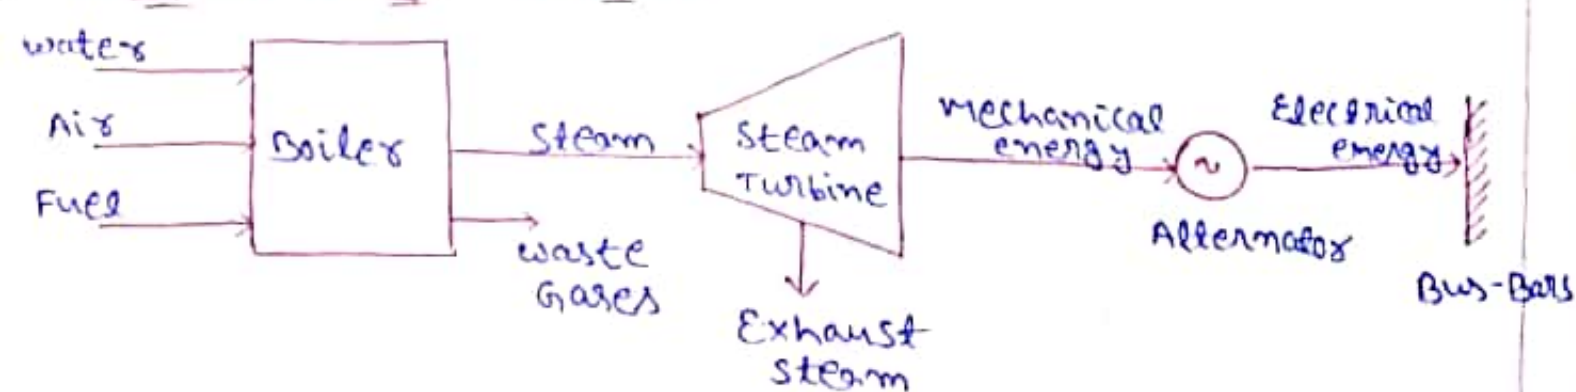 Water
Air
Fuel
Boiler
Steam
Waste
Gases
Steam
Turbine
Exhaust
steam
Mechanical
energy
~
Alternator
Electrical
energy
Bus-Bars